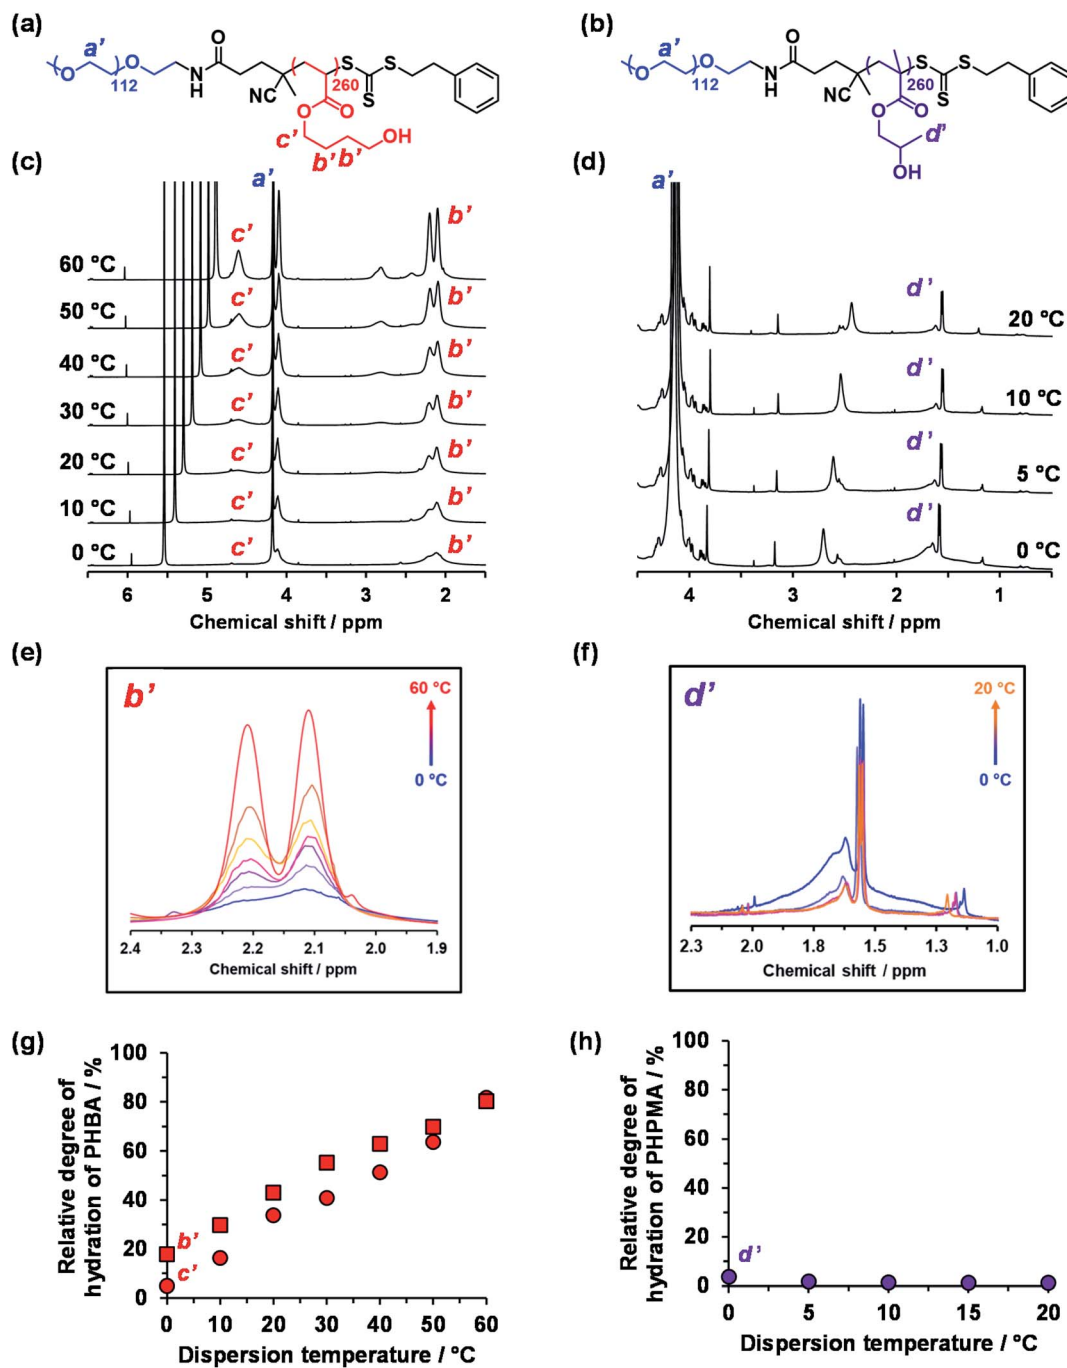 (a)
a’
O
O
112
O
N
H
O
CN
260
S
S
S
O
O
c’
b’
b’
OH
(b)
a’
O
O
112
O
N
H
O
CN
260
S
S
S
O
O
d’
OH
(c)
a’
60 °C
c’
b’
50 °C
c’
b’
40 °C
c’
b’
30 °C
c’
b’
20 °C
c’
b’
10 °C
c’
b’
0 °C
c’
b’
6 5 4 3 2
Chemical shift / ppm
(d)
a’
d’
20 °C
d’
10 °C
d’
5 °C
d’
0 °C
4 3 2 1
Chemical shift / ppm
(e)
b’
60 °C
0 °C
2.4 2.3 2.2 2.1 2.0 1.9
Chemical shift / ppm
(f)
d’
20 °C
0 °C
2.3 2.0 1.8 1.5 1.3 1.0
Chemical shift / ppm
(g)
Relative degree of
hydration of PHBA / %
100
80
60
40
20
0
b’
c’
0 10 20 30 40 50 60
Dispersion temperature / °C
(h)
Relative degree of
hydration of PHPMA / %
100
80
60
40
20
0
d’
0 5 10 15 20
Dispersion temperature / °C